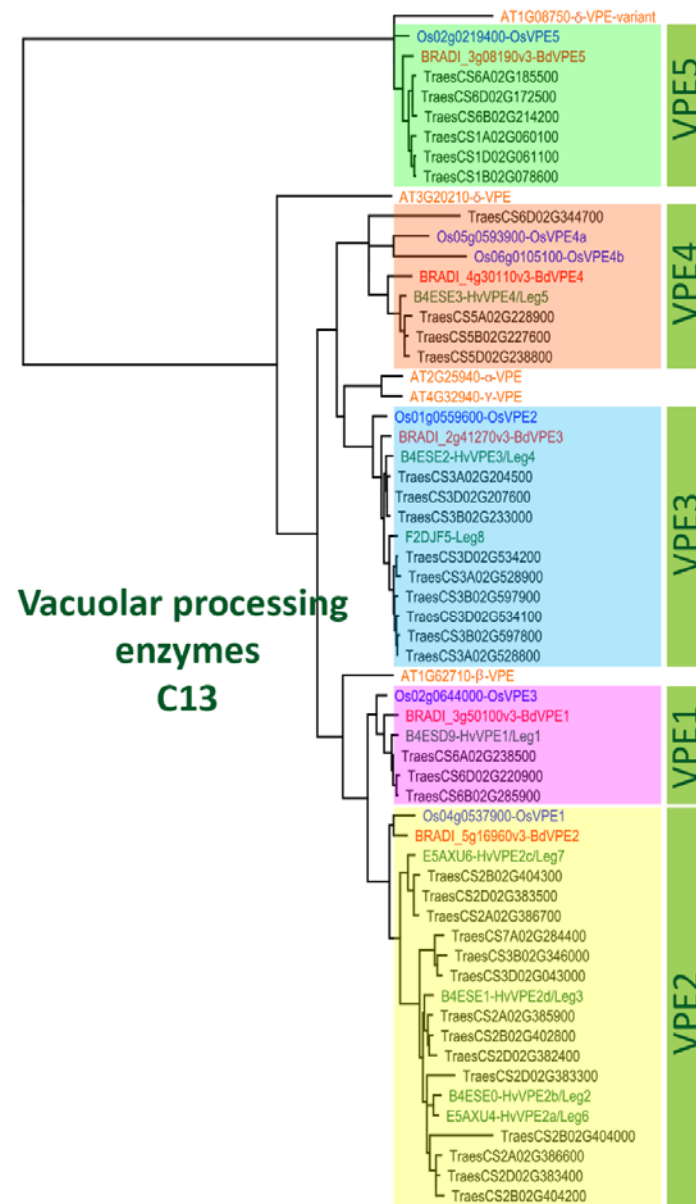 AT1G08750-δ-VPE-variant
Os02g0219400-OsVPE5
BRADI_3g08190v3-BdVPE5
TraesCS6A02G185500
TraesCS6D02G172500
TraesCS6B02G214200
TraesCS1A02G060100
TraesCS1D02G061100
TraesCS1B02G078600
VPE5
AT3G20210-δ-VPE
TraesCS6D02G344700
Os05g0593900-OsVPE4a
Os06g0105100-OsVPE4b
BRADI_4g30110v3-BdVPE4
B4ESE3-HvVPE4/Leg5
TraesCS5A02G228900
TraesCS5B02G227600
TraesCS5D02G238800
VPE4
AT2G25940-α-VPE
AT4G32940-γ-VPE
Os01g0559600-OsVPE2
BRADI_2g41270v3-BdVPE3
B4ESE2-HvVPE3/Leg4
TraesCS3A02G204500
TraesCS3D02G207600
TraesCS3B02G233000
F2DJF5-Leg8
TraesCS3D02G534200
TraesCS3A02G528900
TraesCS3B02G597900
TraesCS3D02G534100
TraesCS3B02G597800
TraesCS3A02G528800
VPE3
Vacuolar processing
enzymes
C13
AT1G62710-β-VPE
Os02g0644000-OsVPE3
BRADI_3g50100v3-BdVPE1
B4ESD9-HvVPE1/Leg1
TraesCS6A02G238500
TraesCS6D02G220900
TraesCS6B02G285900
VPE1
Os04g0537900-OsVPE1
BRADI_5g16960v3-BdVPE2
E5AXU6-HvVPE2c/Leg7
TraesCS2B02G404300
TraesCS2D02G383500
TraesCS2A02G386700
TraesCS7A02G284400
TraesCS3B02G346000
TraesCS3D02G043000
B4ESE1-HvVPE2d/Leg3
TraesCS2A02G385900
TraesCS2B02G402800
TraesCS2D02G382400
TraesCS2D02G383300
B4ESE0-HvVPE2b/Leg2
E5AXU4-HvVPE2a/Leg6
TraesCS2B02G404000
TraesCS2A02G386600
TraesCS2D02G383400
TraesCS2B02G404200
VPE2